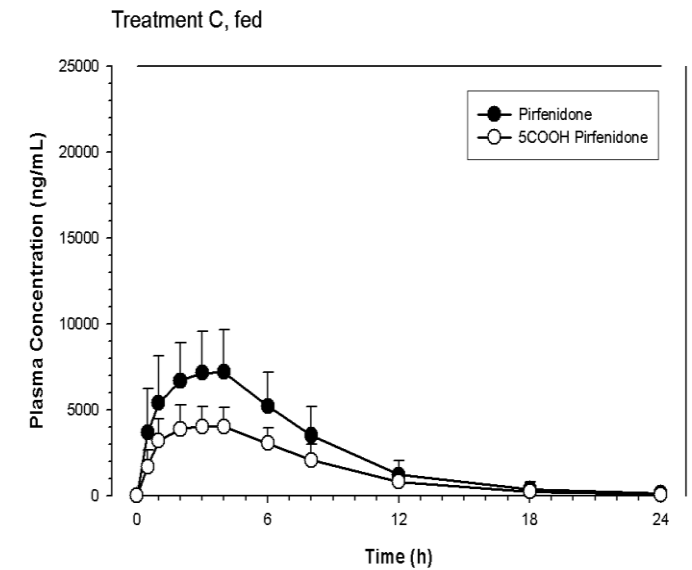 Treatment C, fed
25000
20000
15000
10000
5000
0
Plasma Concentration (ng/mL)
Pirfenidone
5COOH Pirfenidone
0 6 12 18 24
Time (h)